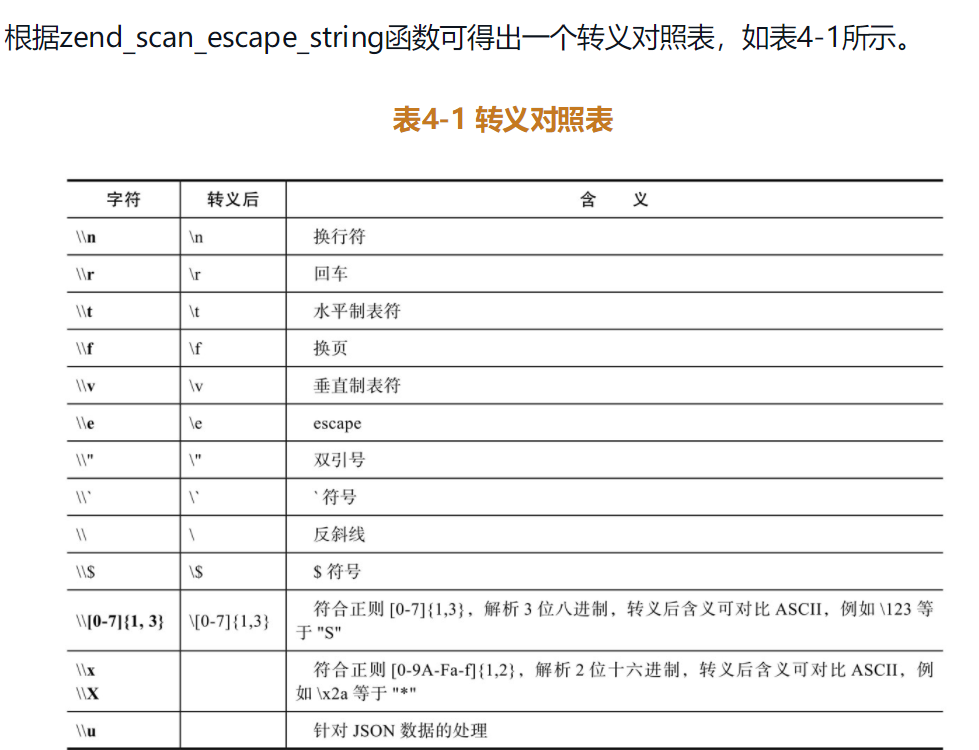 根据zend_scan_escape_string函数可得出一个转义对照表，如表4-1所示。
表4-1 转义对照表
字符 转义后 含 义
\\n \n 换行符
\\r \r 回车
\\t \t 水平制表符
\\f \f 换页
\\v \v 垂直制表符
\\e \e escape
\\" \" 双引号
\\` \` ` 符号
\\ \ 反斜线
\\$ \$ $ 符号
\\[0-7]{1, 3} \[0-7]{1,3} 符合正则 [0-7]{1,3}，解析 3 位八进制，转义后含义可对比 ASCII，例如 \123 等
于 "S"
\\x 符合正则 [0-9A-Fa-f]{1,2}，解析 2 位十六进制，转义后含义可对比 ASCII，例
\\X 如 \x2a 等于 "*"
\\u 针对 JSON 数据的处理